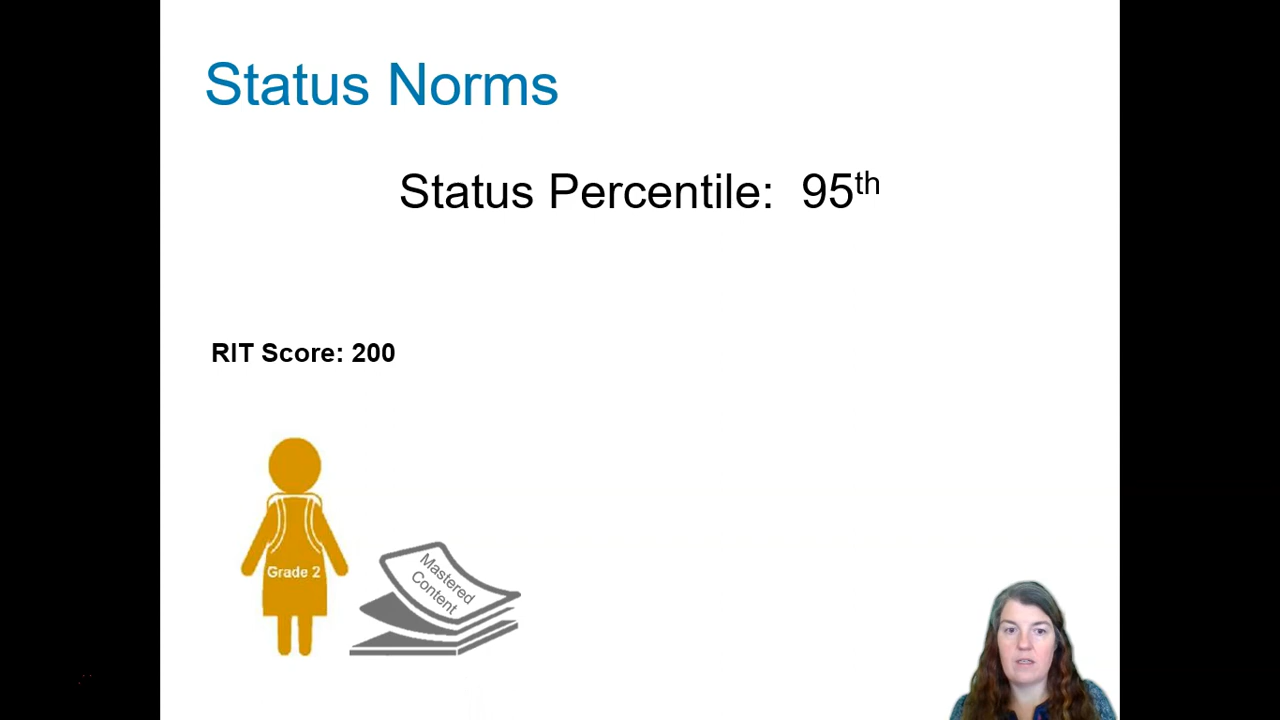 Status Norms
Status Percentile: 95th
RIT Score: 200
Grade 2
Mastered
Content